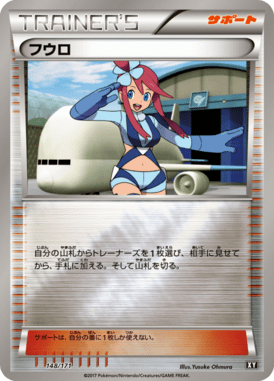 TRAINER'S
サポート
フウロ
自分の山札からトレーナーズを1枚選び、相手に見せて
から、手札に加える。そして山札を切る。
サポートは、自分の番に1枚しか使えない。
148/171
Illus.Yusuke Ohmura
XY
©2017 Pokémon/Nintendo/Creatures/GAME FREAK.